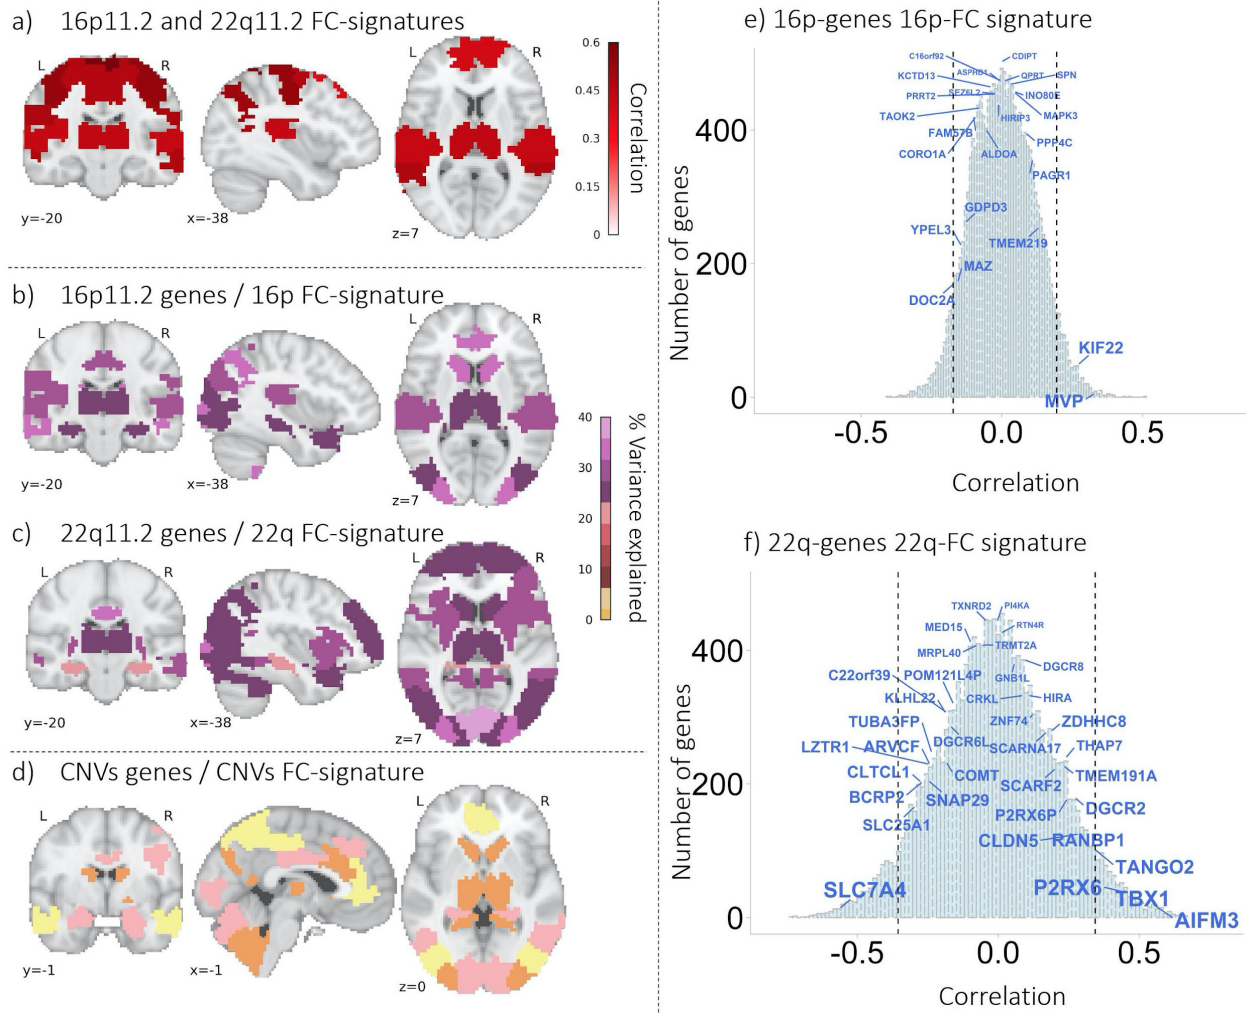 a) 16p11.2 and 22q11.2 FC-signatures
L R L R
0.6
0.45
0.3
0.15
0
Correlation
y=-20 x=-38 z=7
b) 16p11.2 genes / 16p FC-signature
L R L R
y=-20 x=-38 z=7
40
30
20
10
0
% Variance explained
c) 22q11.2 genes / 22q FC-signature
L R L R
y=-20 x=-38 z=7
d) CNVs genes / CNVs FC-signature
L R L R
y=-1 x=-1 z=0
e) 16p-genes 16p-FC signature
Number of genes
400
200
0
C16orf92 CDIPT
KCTD13 ASPHD1 QPRT SPN
PRRT2 SEZ6L2 INO80E
TAOK2 HIRIP3 MAPK3
FAM57B PPP4C
CORO1A ALDOA
PAGR1
GDPD3
YPEL3 TMEM219
MAZ
DOC2A
KIF22
MVP
-0.5 0.0 0.5
Correlation
f) 22q-genes 22q-FC signature
Number of genes
400
200
0
TXNRD2 PI4KA
MED15 RTN4R
MRPL40 TRMT2A
C22orf39 POM121L4P DGCR8
GNB1L
KLHL22 CRKL HIRA
TUBA3FP ZNF74 ZDHHC8
LZTR1 ARVCF DGCR6L SCARNA17 THAP7
CLTCL1 COMT SCARF2 TMEM191A
BCRP2 SNAP29 P2RX6P DGCR2
SLC25A1
CLDN5 RANBP1
TANGO2
SLC7A4 P2RX6 TBX1
AIFM3
-0.5 0.0 0.5
Correlation